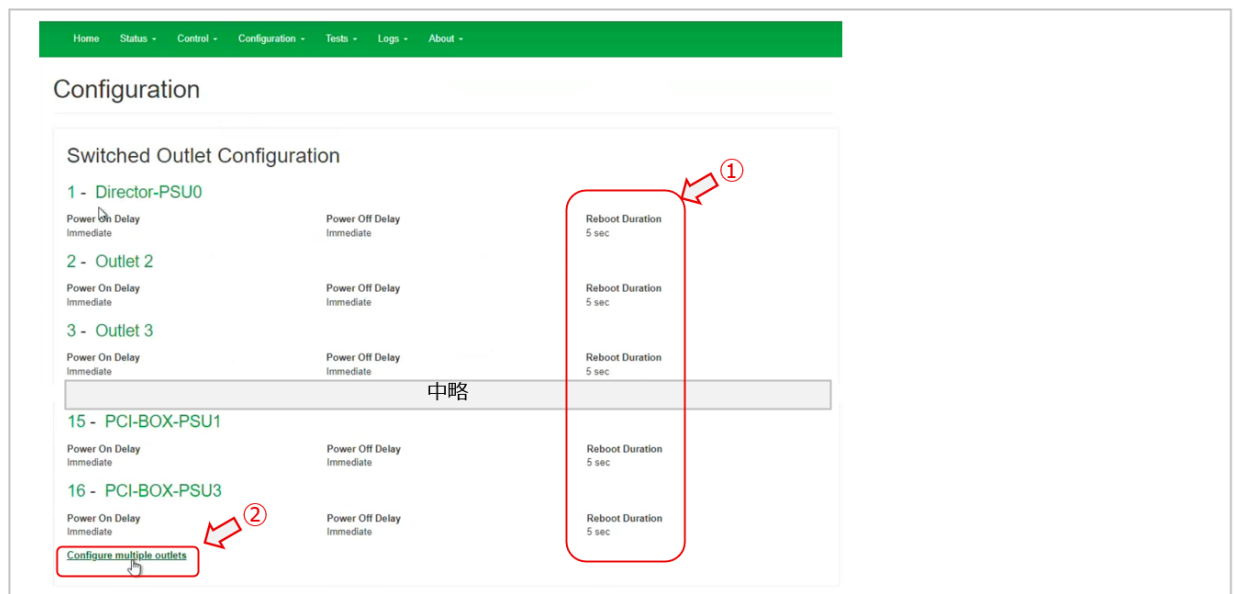 Home Status - Control - Configuration - Tests - Logs - About -
Configuration
Switched Outlet Configuration
①
1 - Director-PSU0
Power On Delay Power Off Delay Reboot Duration
Immediate Immediate 5 sec
2 - Outlet 2
Power On Delay Power Off Delay Reboot Duration
Immediate Immediate 5 sec
3 - Outlet 3
Power On Delay Power Off Delay Reboot Duration
Immediate Immediate 5 sec
中略
15 - PCI-BOX-PSU1
Power On Delay Power Off Delay Reboot Duration
Immediate Immediate 5 sec
16 - PCI-BOX-PSU3
②
Power On Delay Power Off Delay Reboot Duration
Immediate Immediate 5 sec
Configure multiple outlets